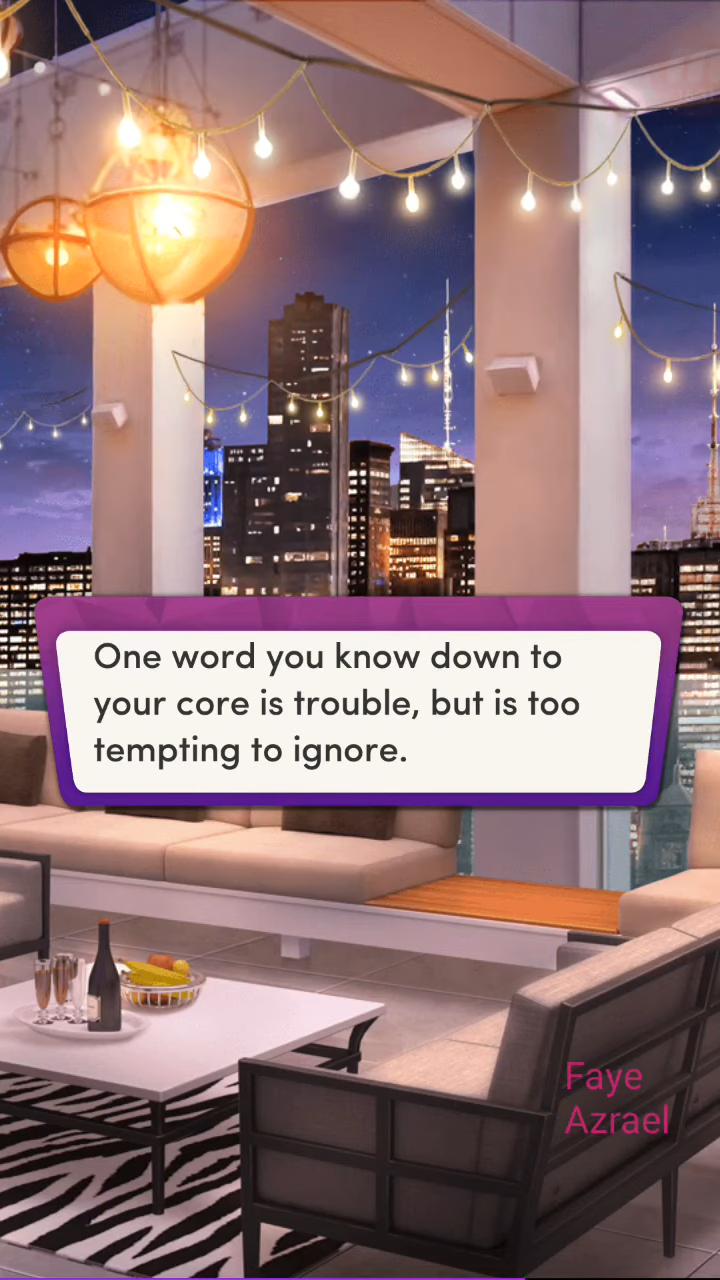 One word you know down to
your core is trouble, but is too
tempting to ignore.
Faye
Azrael